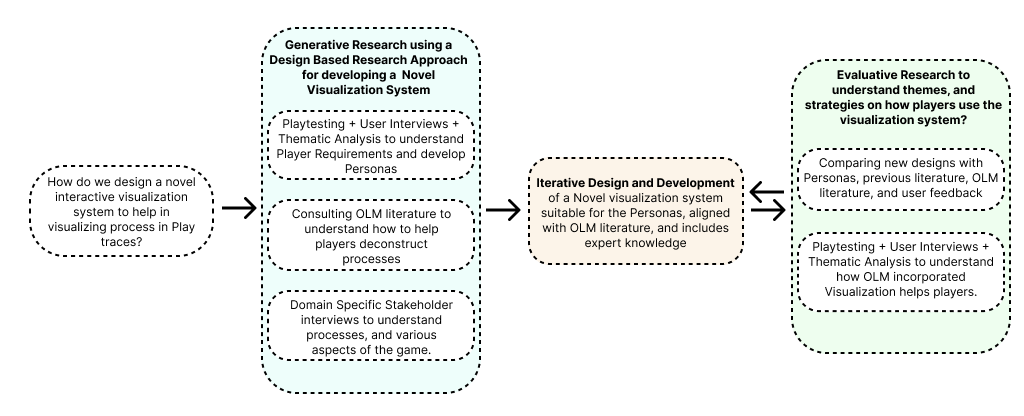 How do we design a novel
interactive visualization
system to help in
visualizing process in Play
traces?
Generative Research using a
Design Based Research Approach
for developing a Novel
Visualization System
Playtesting + User Interviews +
Thematic Analysis to understand
Player Requirements and develop
Personas
Consulting OLM literature to
understand how to help
players deconstruct
processes
Domain Specific Stakeholder
interviews to understand
processes, and various
aspects of the game.
Iterative Design and Development
of a Novel visualization system
suitable for the Personas, aligned
with OLM literature, and includes
expert knowledge
Evaluative Research to
understand themes, and
strategies on how players use the
visualization system?
Comparing new designs with
Personas, previous literature, OLM
literature, and user feedback
Playtesting + User Interviews +
Thematic Analysis to understand
how OLM incorporated
Visualization helps players.